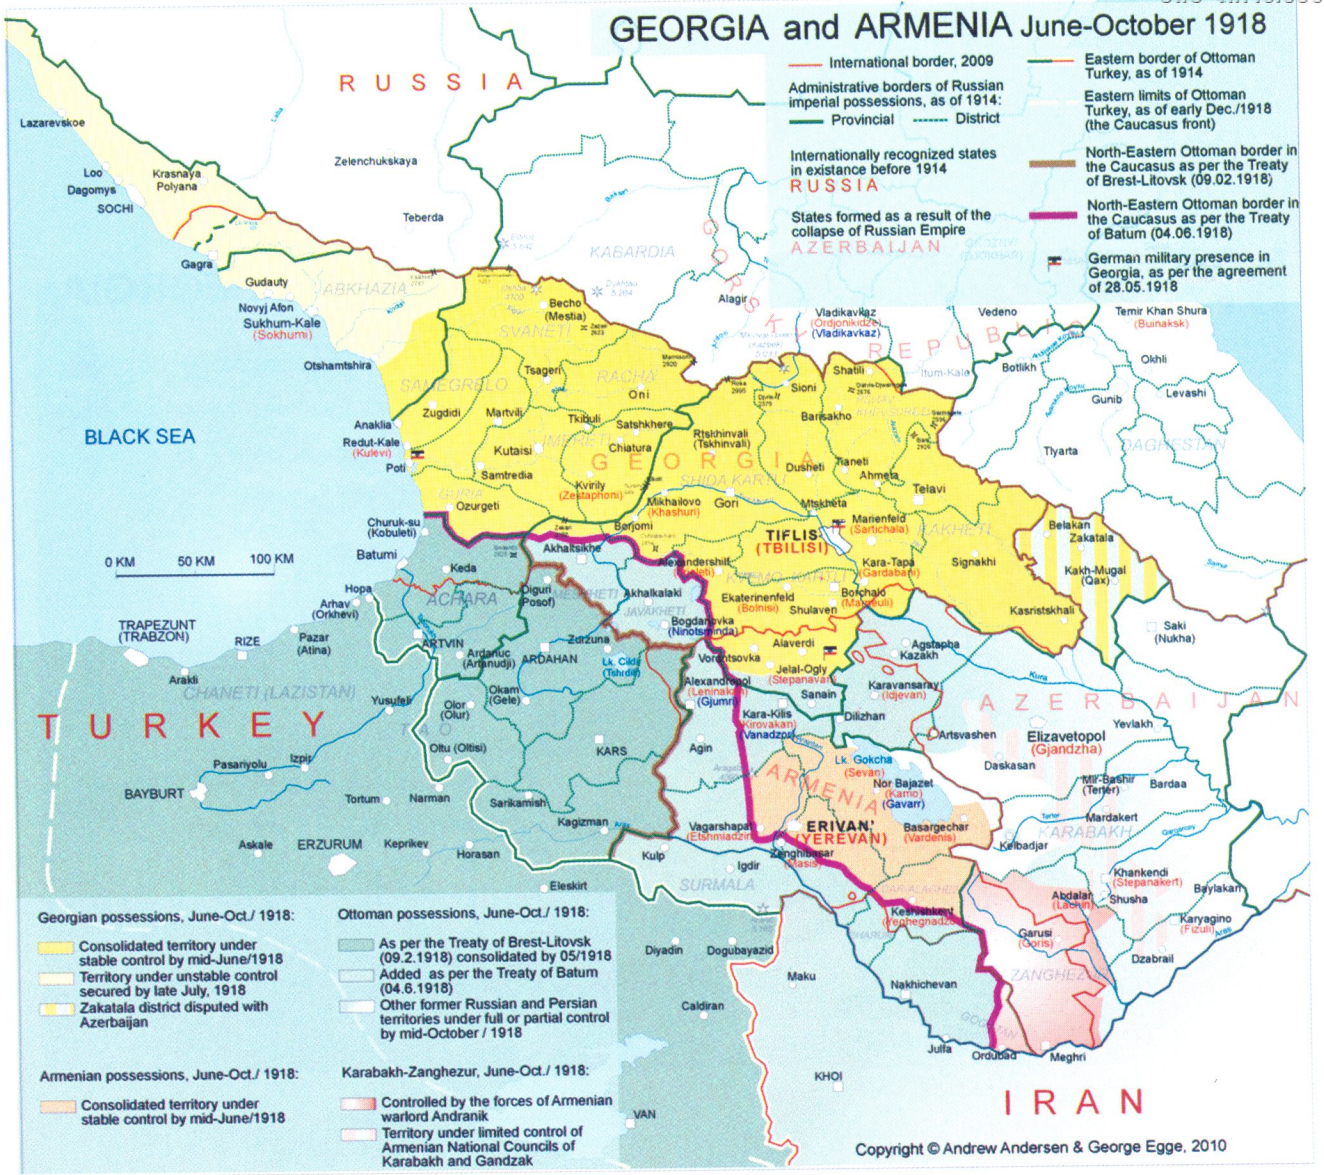 GEORGIA and ARMENIA June-October 1918
International border, 2009
Administrative borders of Russian
imperial possessions, as of 1914:
Provincial
District
Internationally recognized states
in existance before 1914
RUSSIA
States formed as a result of the
collapse of Russian Empire
AZERBAIJAN
Eastern border of Ottoman
Turkey, as of 1914
Eastern limits of Ottoman
Turkey, as of early Dec./1918
(the Caucasus front)
North-Eastern Ottoman border in
the Caucasus as per the Treaty
of Brest-Litovsk (09.02.1918)
North-Eastern Ottoman border in
the Caucasus as per the Treaty
of Batum (04.06.1918)
German military presence in
Georgia, as per the agreement
of 28.05.1918
RUSSIA
Lazarevskoe
Loo
Dagomys
SOCHI
Krasnaya
Polyana
Zelenchukskaya
Teberda
Gagra
Gudauty
ABKHAZIA
Novyj Afon
Sukhum-Kale
(Sokhumi)
Otshamtshira
KABARDIA
Alagir
GORSKI REPUBLIC
Vladikavkaz
(Ordjonikidze)
(Vladikavkaz)
Vedeno
Temir Khan Shura
(Buinaksk)
Itum-Kale
Botlikh
Okhli
Gunib
Levashi
Tlyarta
DAGHESTAN
Becho
(Mestia)
SVANETI
SAMEGRELO
Tsageri
RACHA
Oni
Zugdidi
Martvili
Tkibuli
Satshkhere
Anaklia
Redut-Kale
(Kulevi)
Poti
Kutaisi
IMERETI
Chiatura
Samtredia
GURIA
Ozurgeti
Kvirily
(Zestaphoni)
GEORGIA
Shatili
Sioni
Barisakho
Rtskhinvali
(Tskhinvali)
SHIDA KARTLI
Dusheti
Tianeti
Ahmeta
Telavi
Mikhailovo
(Khashuri)
Gori
Mtskheta
Marienfeld
(Sartichala)
KAKHETI
TIFLIS
(TBILISI)
Borjomi
Akhaltsikhe
Kara-Tapa
(Gardabani)
Signakhi
Belakan
Zakatala
Kakh-Mugal
(Qax)
Ekaterinenfeld
(Bolnisi)
Shulaven
Borchalo
Kasristskhali
Saki
(Nukha)
BLACK SEA
0 KM 50 KM 100 KM
Churuk-su
(Kobuleti)
Batumi
Keda
ACHARA
Hopa
Arhav
(Orkhevi)
Digur
(Posof)
Akhalkalaki
JAVAKHETI
Bogdanovka
(Ninotsminda)
TRAPEZUNT
(TRABZON)
RIZE
Pazar
(Atina)
Arakli
CHANETI (LAZISTAN)
ARTVIN
Ardanuc
(Artanudji)
ARDAHAN
Zurzuna
Yusufeli
Okam
(Gele)
Olor
(Olur)
Oltu (Oltisi)
KARS
TURKEY
Pasariyolu
Izpir
BAYBURT
Tortum
Narman
Sarikamish
Kagizman
Askale
ERZURUM
Keprikev
Horasan
Eleskirt
Vorontsovka
Alaverdi
Jelal-Ogly
(Stepanavan)
Alexandropol
(Leninakan)
(Gjumri)
Kara-Kilis
(Kirovakan)
(Vanadzor)
Sanain
Dilizhan
Agstapha
Kazakh
Karavansaray
(Idjevan)
Artsvashen
Kura
AZERBAIJAN
Yevlakh
Elizavetopol
(Gjandzha)
Daskasan
Mir-Bashir
(Terter)
Bardaa
Mardakert
KARABAKH
Kelbadjar
Agin
ARMENIA
Lk. Gokcha
(Sevan)
Nor Bajazet
(Kamo)
(Gavarr)
ERIVAN'
(YEREVAN)
Basargechar
(Vardenis)
Vagarshapat
(Etshmiadzin)
Zenghibasar
(Masis)
Kulp
Igdir
SURMALA
Keshishkent
(Yeghegnadzor)
Khankendi
(Stepanakert)
Abdalar
(Lachin)
Shusha
Baylakan
Karyagino
(Fizuli)
Garusi
(Goris)
Dzabrail
ZANGHEZUR
Diyadin
Dogubayazid
Maku
Nakhichevan
Caldiran
Julfa
Ordubad
Meghri
KHOI
VAN
IRAN
Georgian possessions, June-Oct./ 1918:
Consolidated territory under
stable control by mid-June/1918
Territory under unstable control
secured by late July, 1918
Zakatala district disputed with
Azerbaijan
Armenian possessions, June-Oct./ 1918:
Consolidated territory under
stable control by mid-June/1918
Ottoman possessions, June-Oct./ 1918:
As per the Treaty of Brest-Litovsk
(09.2.1918) consolidated by 05/1918
Added as per the Treaty of Batum
(04.6.1918)
Other former Russian and Persian
territories under full or partial control
by mid-October / 1918
Karabakh-Zanghezur, June-Oct./ 1918:
Controlled by the forces of Armenian
warlord Andranik
Territory under limited control of
Armenian National Councils of
Karabakh and Gandzak
Copyright © Andrew Andersen & George Egge, 2010